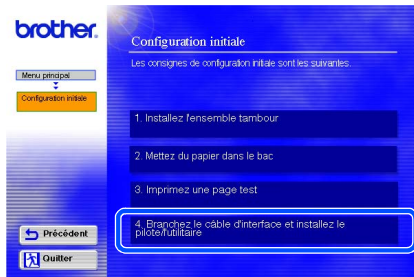 brother.
Configuration initiale
Les consignes de configuration initiale sont les suivantes.
Menu principal
Configuration initiale
1. Installez l'ensemble tambour
2. Mettez du papier dans le bac
3. Imprimez une page test
4. Branchez le câble d'interface et installez le
pilote/l'utilitaire
Précédent
Quitter